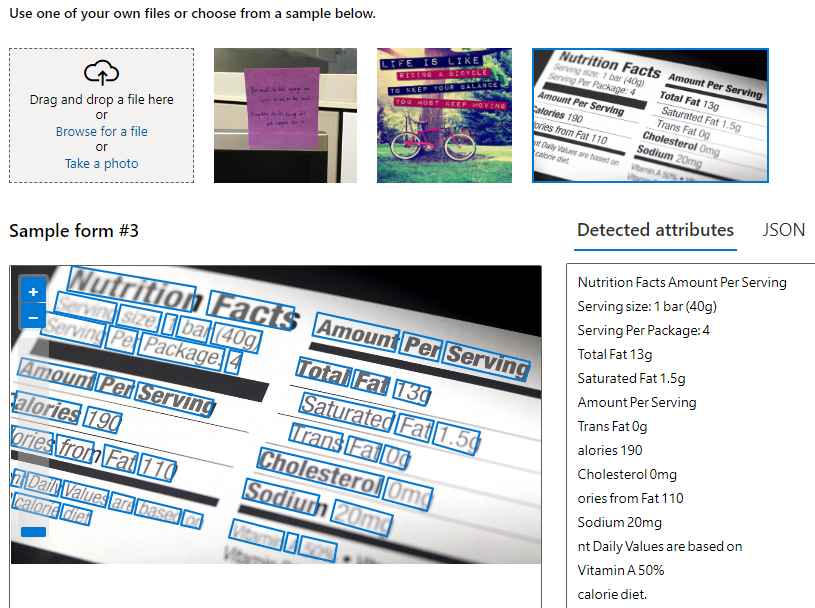 Use one of your own files or choose from a sample below.
Drag and drop a file here
or
Browse for a file
or
Take a photo
LIFE IS LIKE
RIDING A BICYCLE
TO KEEP YOUR BALANCE
YOU MUST KEEP MOVING
Nutrition Facts
Serving size: 1 bar (40g)
Serving Per Package: 4
Amount Per Serving
alories 190
ories from Fat 110
nt Daily Values are based on
calorie diet.
Amount Per Serving
Total Fat 13g
Saturated Fat 1.5g
Trans Fat 0g
Cholesterol 0mg
Sodium 20mg
Vitamin A 50% •
Sample form #3
Detected attributes JSON
+
−
Nutrition Facts
Serving size: 1 bar (40g)
Serving Per Package: 4
Amount Per Serving
alories 190
ories from Fat 110
nt Daily Values are based on
calorie diet.
Amount Per Serving
Total Fat 13g
Saturated Fat 1.5g
Trans Fat 0g
Cholesterol 0mg
Sodium 20mg
Vitamin A 50% •
Nutrition Facts Amount Per Serving
Serving size: 1 bar (40g)
Serving Per Package: 4
Total Fat 13g
Saturated Fat 1.5g
Amount Per Serving
Trans Fat 0g
alories 190
Cholesterol 0mg
ories from Fat 110
Sodium 20mg
nt Daily Values are based on
Vitamin A 50%
calorie diet.